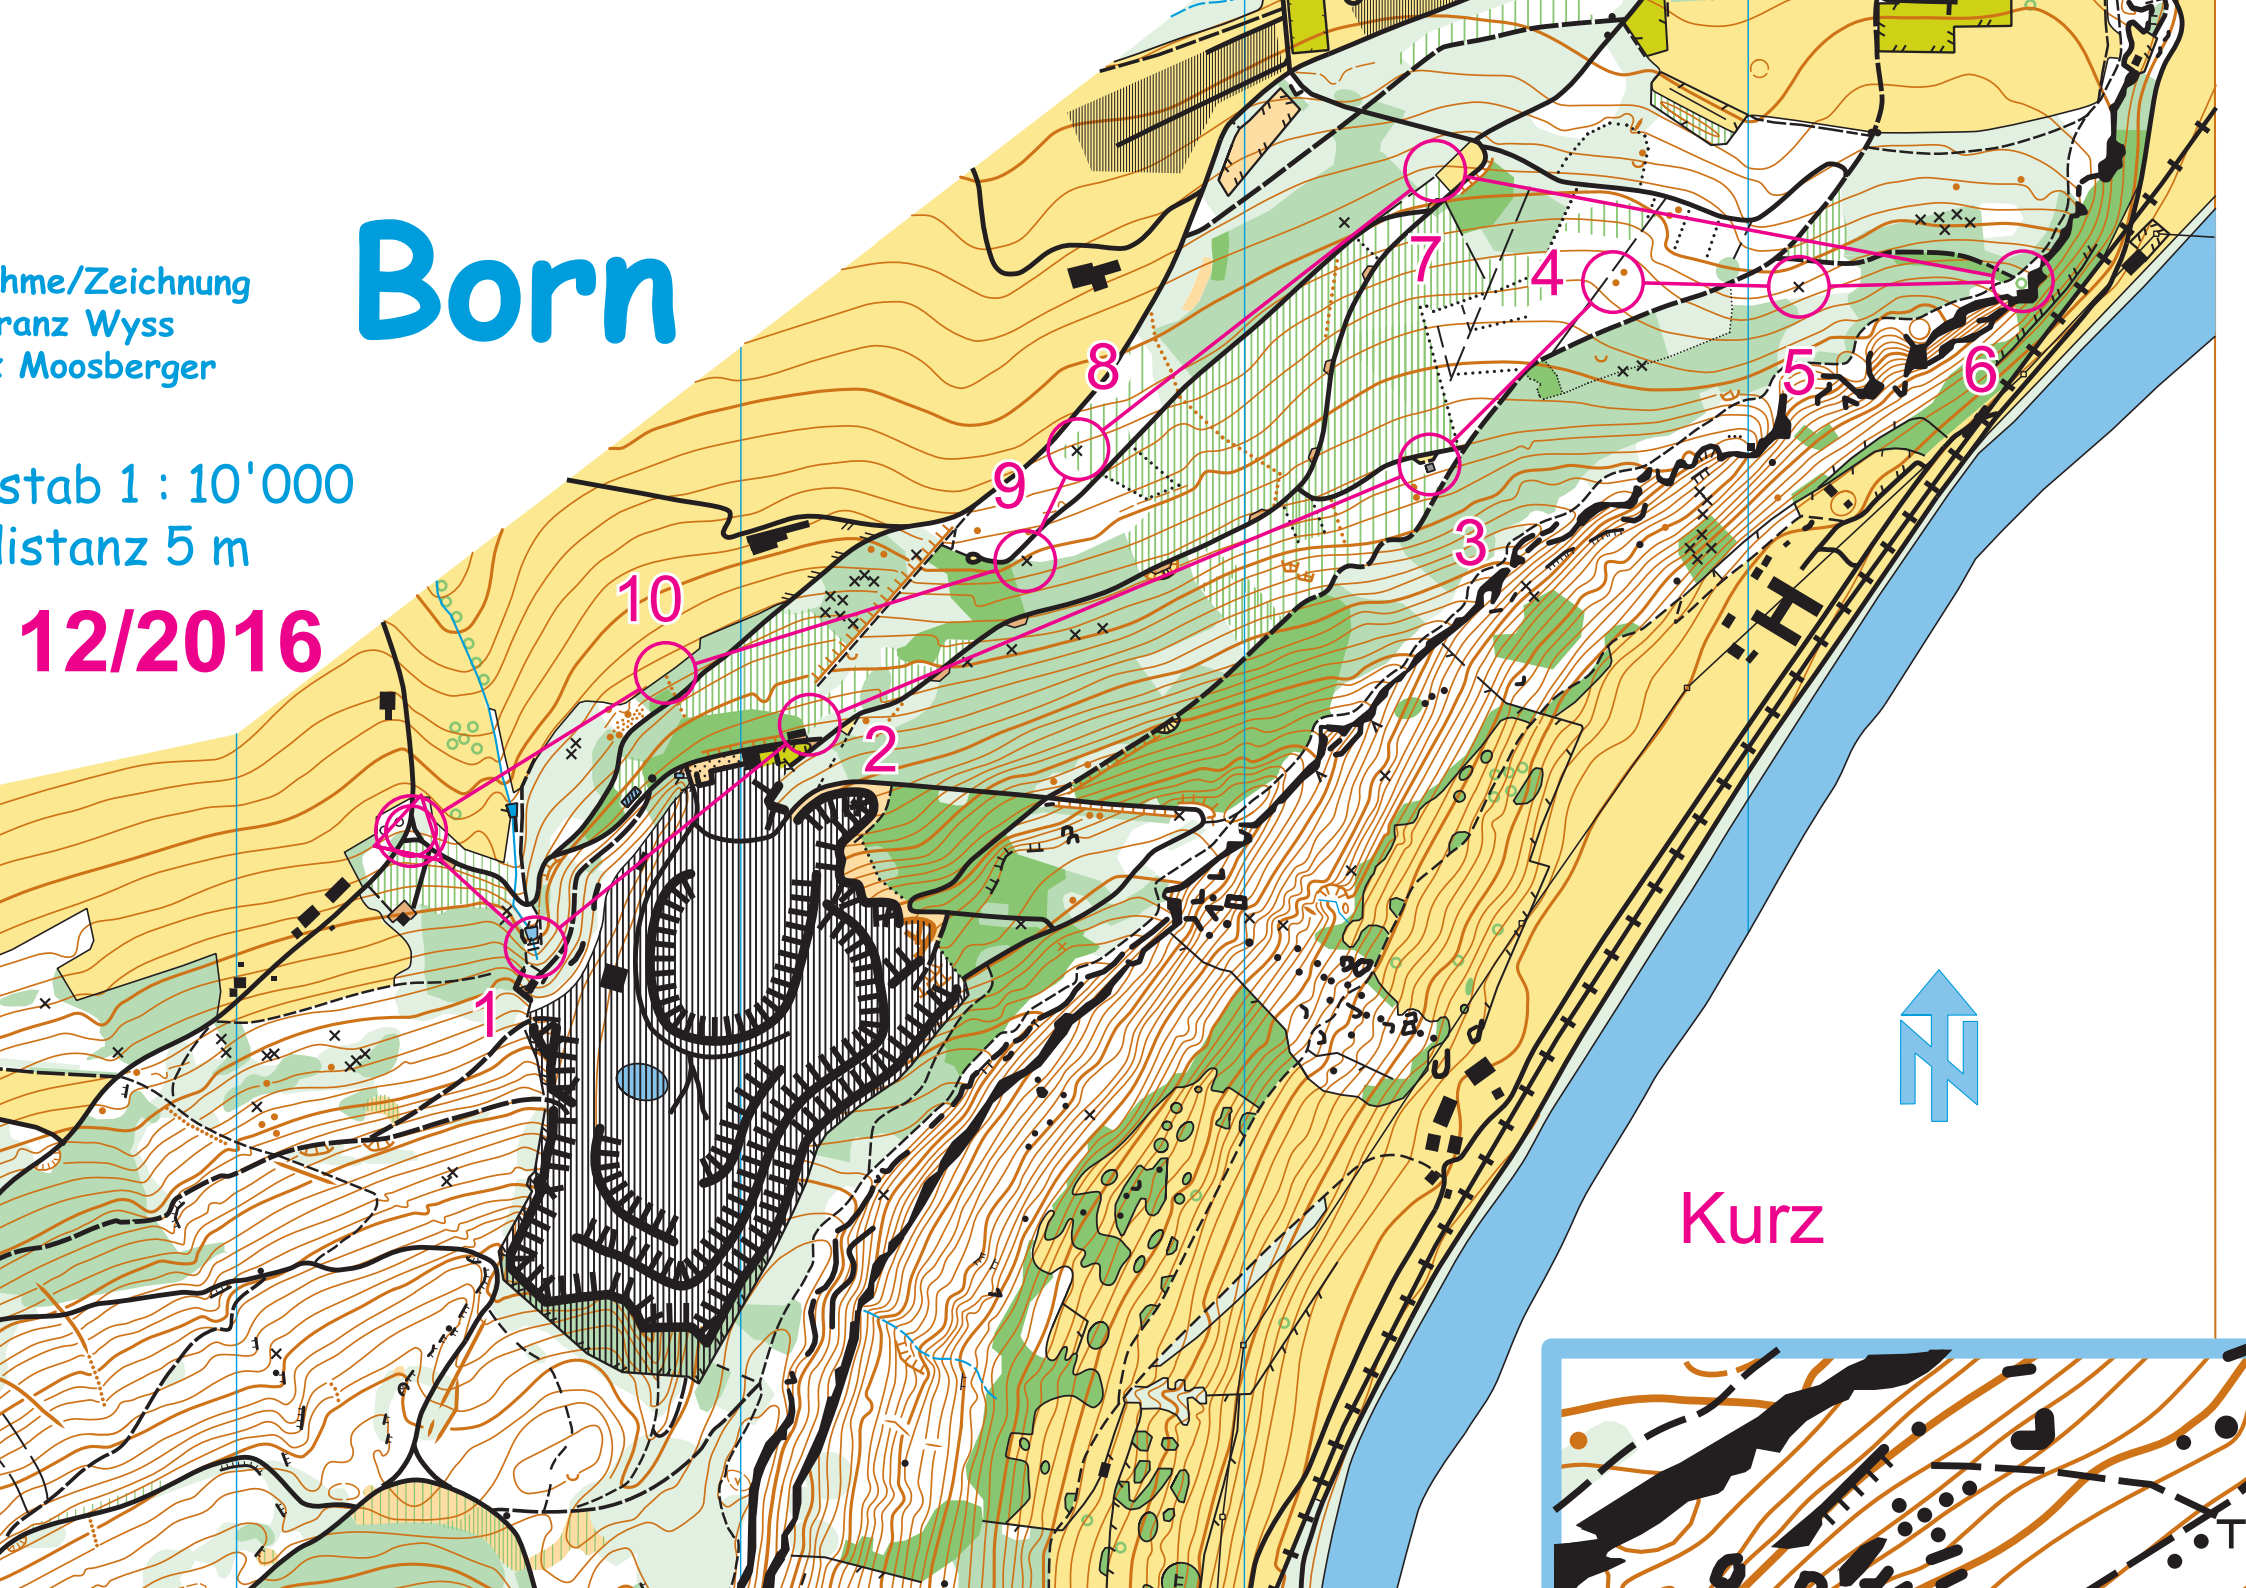 Born
hme/Zeichnung
ranz Wyss
: Moosberger
stab 1 : 10'000
distanz 5 m
12/2016
1
2
3
4
5
6
7
8
9
10
H
N
Kurz
T